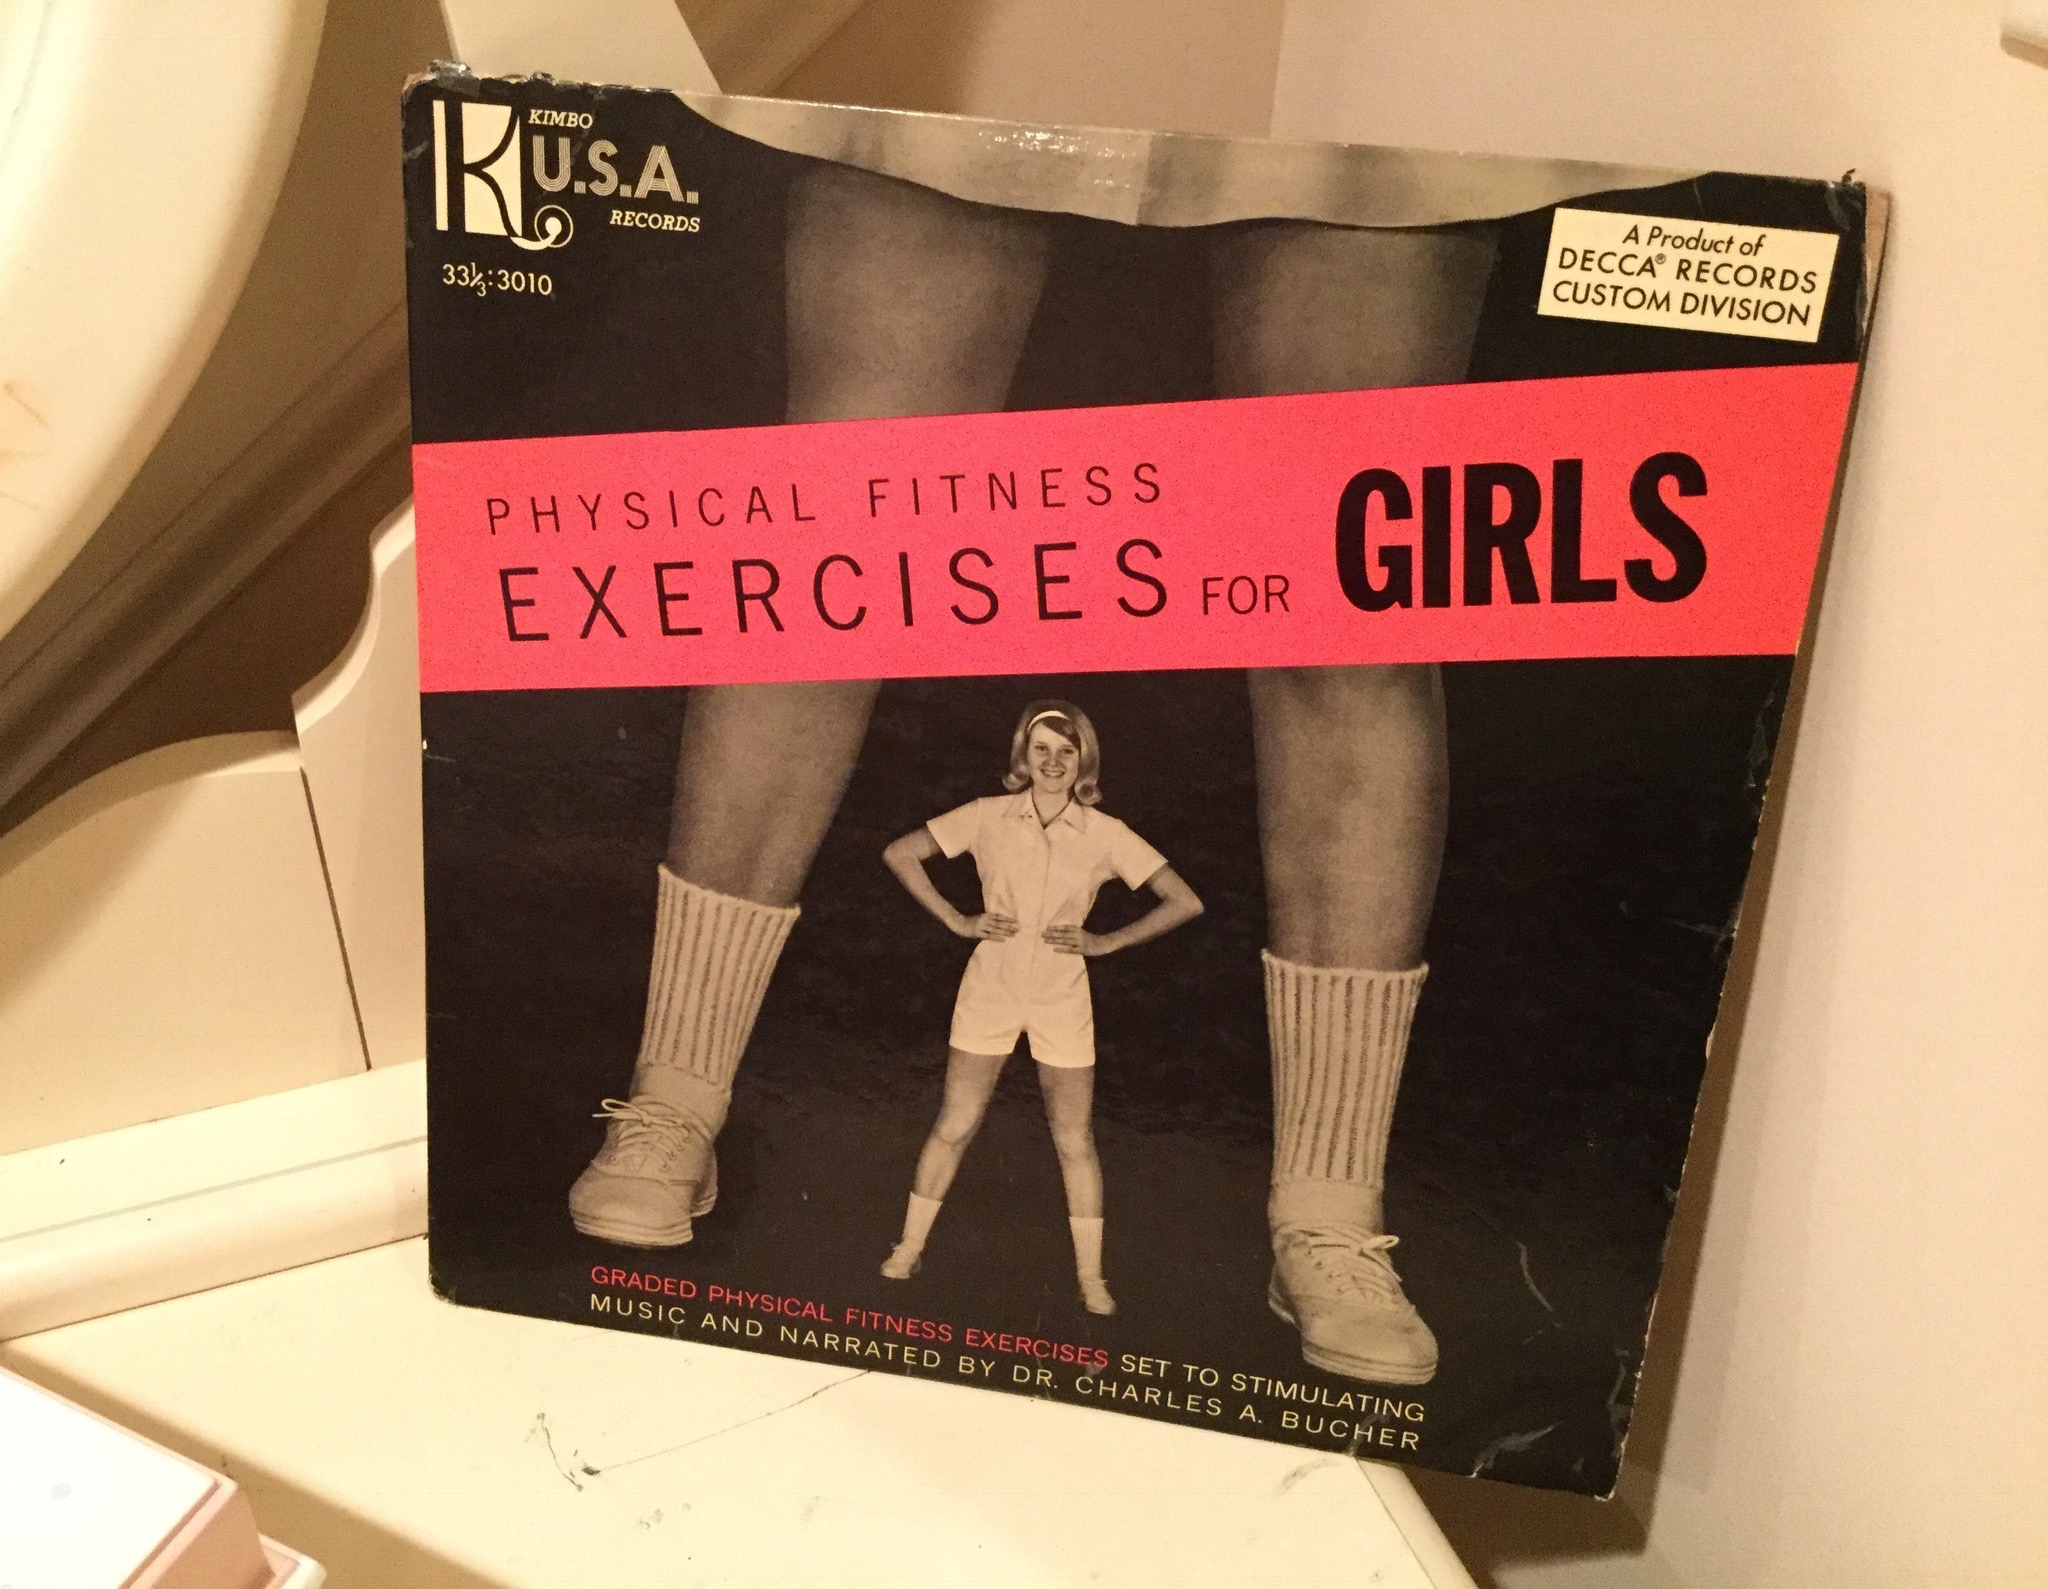 KIMBO
K U.S.A.
RECORDS
33⅓:3010
A Product of
DECCA® RECORDS
CUSTOM DIVISION
PHYSICAL FITNESS
EXERCISES FOR GIRLS
GRADED PHYSICAL FITNESS EXERCISES SET TO STIMULATING
MUSIC AND NARRATED BY DR. CHARLES A. BUCHER